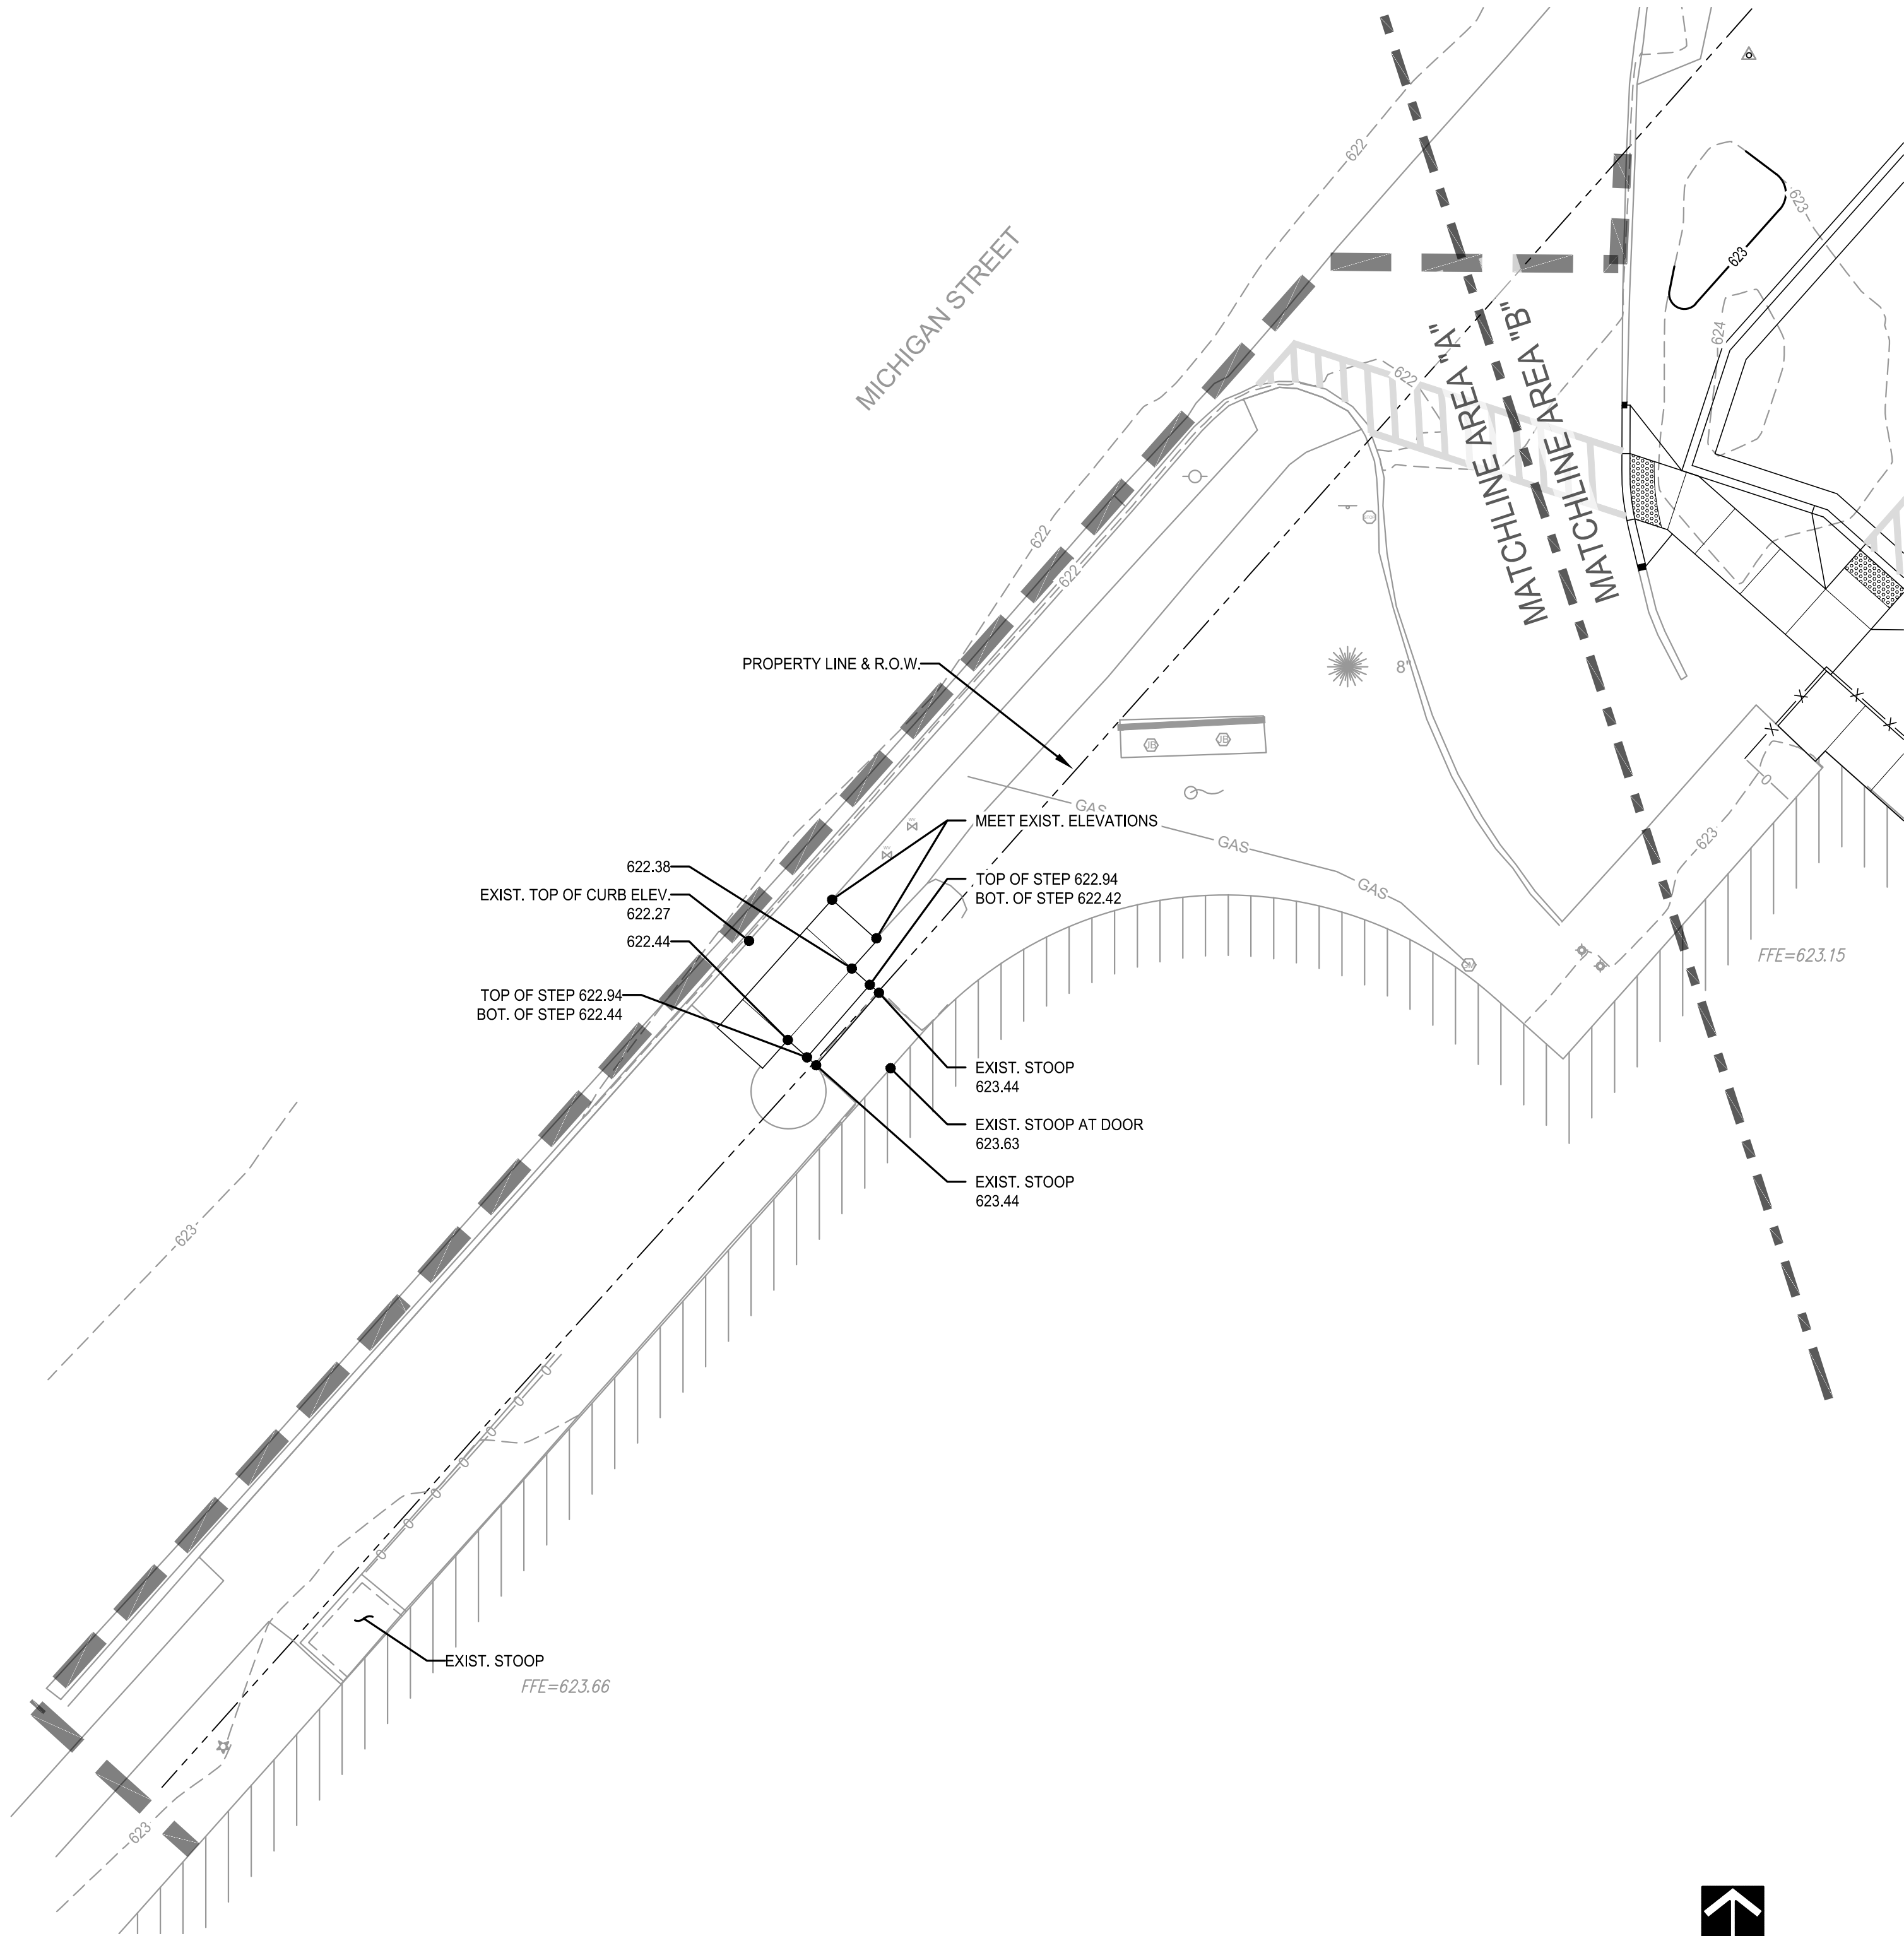 622
623
623
624
MICHIGAN STREET
MATCHLINE AREA "A"
MATCHLINE AREA "B"
622
622
622
PROPERTY LINE & R.O.W.
8"
JB
JB
GAS
MEET EXIST. ELEVATIONS
GAS
623
0
622.38
EXIST. TOP OF CURB ELEV.
622.27
TOP OF STEP 622.94
BOT. OF STEP 622.42
GAS
622.44
FFE=623.15
TOP OF STEP 622.94
BOT. OF STEP 622.44
EXIST. STOOP
623.44
EXIST. STOOP AT DOOR
623.63
EXIST. STOOP
623.44
623
EXIST. STOOP
FFE=623.66
623